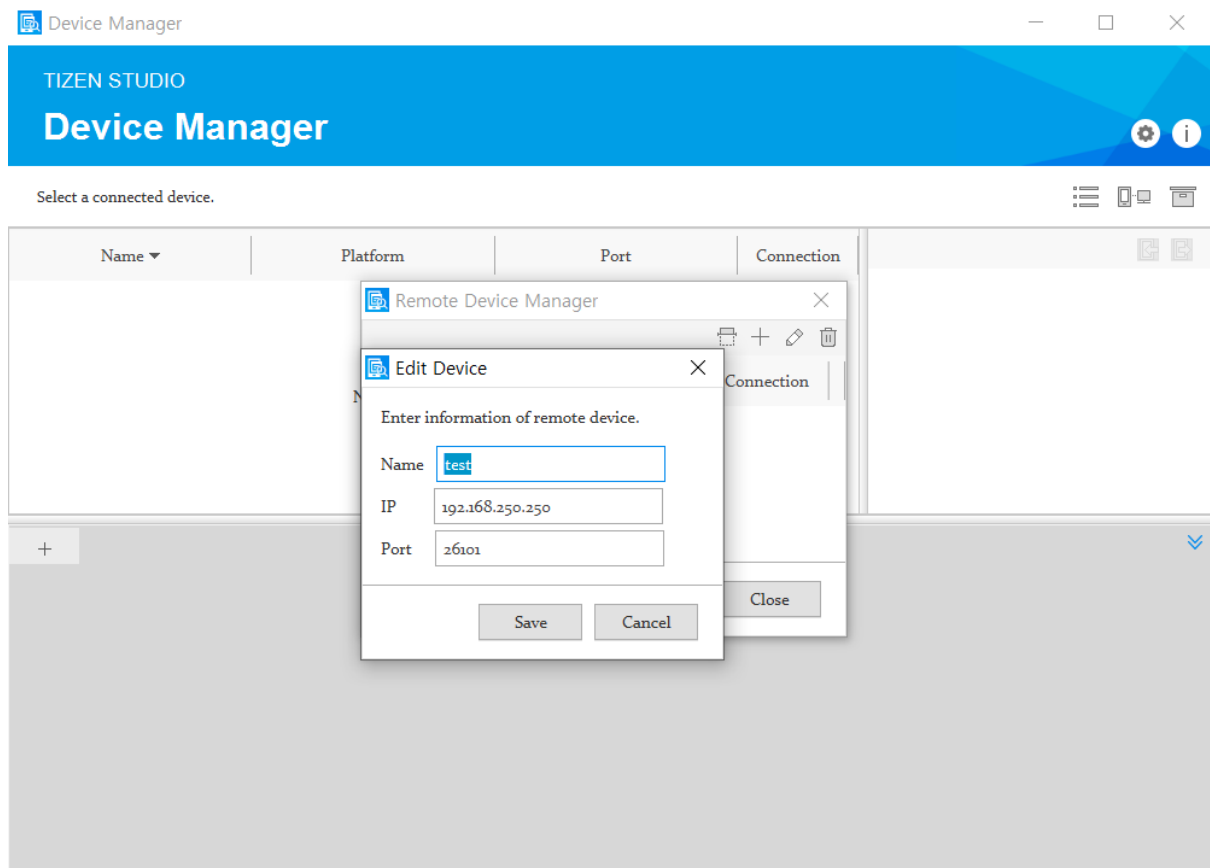 Device Manager
TIZEN STUDIO
Device Manager
Select a connected device.
Name Platform Port Connection
Remote Device Manager
Edit Device
Connection
Enter information of remote device.
Name test
IP 192.168.250.250
Port 26101
Save Cancel
Close